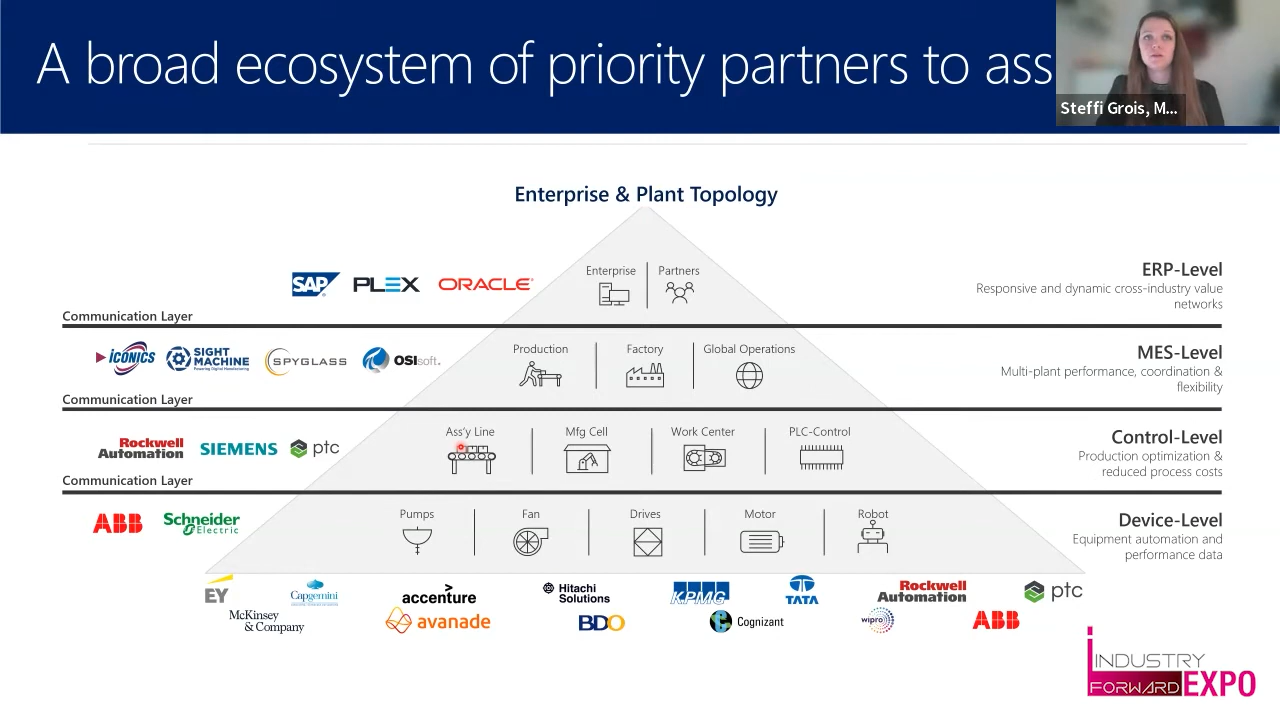 A broad ecosystem of priority partners to ass
Steffi Grois, M...
Enterprise & Plant Topology
SAP
PLEX
ORACLE
Enterprise
Partners
ERP-Level
Responsive and dynamic cross-industry value
networks
Communication Layer
ICONICS
SIGHT
MACHINE
Powering Digital Manufacturing
SPYGLASS
OSIsoft.
Production
Factory
Global Operations
MES-Level
Multi-plant performance, coordination &
flexibility
Communication Layer
Rockwell
Automation
SIEMENS
ptc
Ass'y Line
Mfg Cell
Work Center
PLC-Control
Control-Level
Production optimization &
reduced process costs
Communication Layer
ABB
Schneider
Electric
Pumps
Fan
Drives
Motor
Robot
Device-Level
Equipment automation and
performance data
EY
Capgemini
accenture
Hitachi
Solutions
KPMG
TATA
Rockwell
Automation
ptc
McKinsey
& Company
avanade
BDO
Cognizant
wipro
ABB
INDUSTRY
FORWARD EXPO